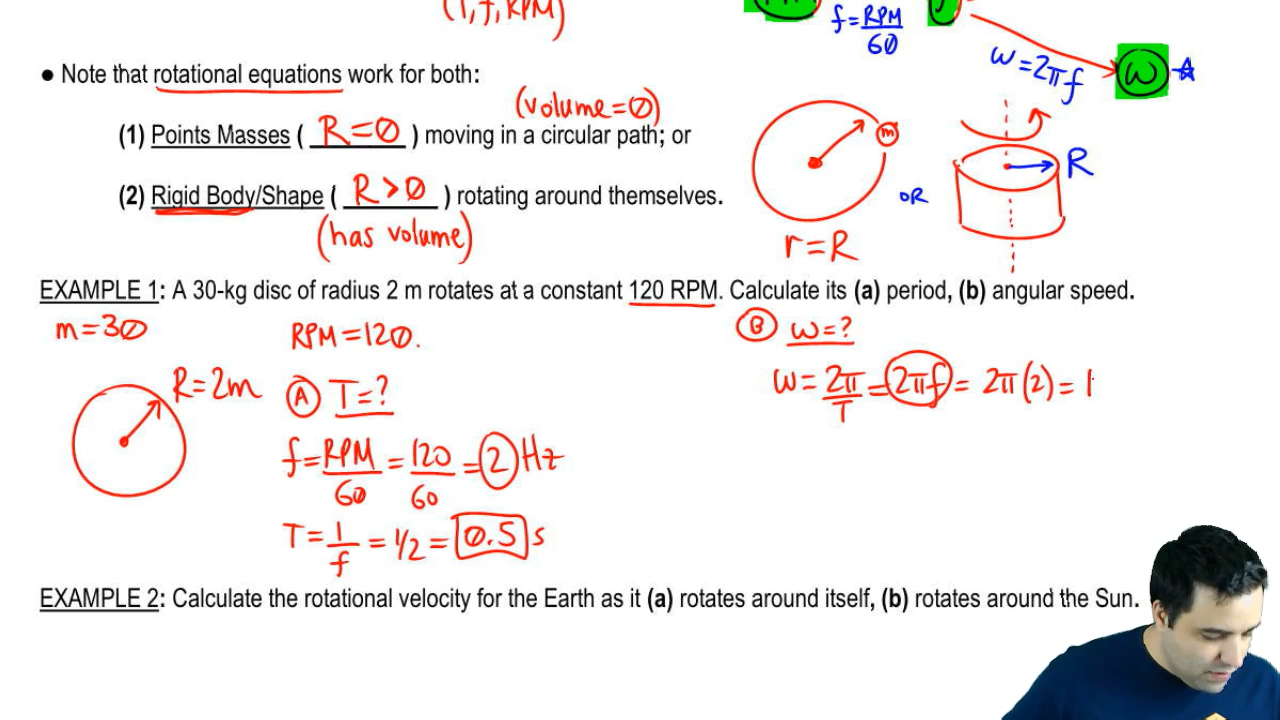 (T, f, RPM)
f = RPM/60
ω = 2πf
ω
● Note that rotational equations work for both:
(volume = 0)
(1) Points Masses ( R = 0 ) moving in a circular path; or
m
R
(2) Rigid Body/Shape ( R > 0 ) rotating around themselves.
OR
(has volume)
r = R
EXAMPLE 1: A 30-kg disc of radius 2 m rotates at a constant 120 RPM. Calculate its (a) period, (b) angular speed.
m = 30
RPM = 120.
R = 2m
A T = ?
f = RPM/60 = 120/60 = 2 Hz
T = 1/f = 1/2 = 0.5 s
B ω = ?
ω = 2π/T = 2πf = 2π(2) = 1
EXAMPLE 2: Calculate the rotational velocity for the Earth as it (a) rotates around itself, (b) rotates around the Sun.